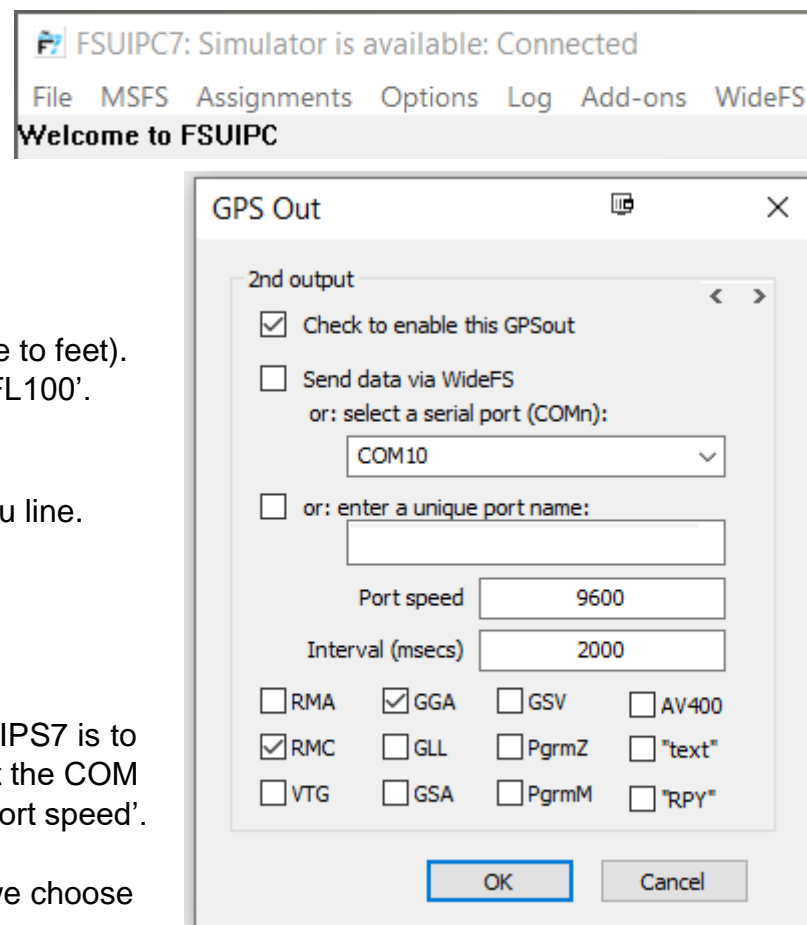 FSUIPC7: Simulator is available: Connected
File MSFS Assignments Options Log Add-ons WideFS
Welcome to FSUIPC
to feet).
FL100’.
line.
IPS7 is to
the COM
ort speed’.
we choose
GPS Out
2nd output
< >
Check to enable this GPSout
Send data via WideFS
or: select a serial port (COMn):
COM10
or: enter a unique port name:
Port speed 9600
Interval (msecs) 2000
RMA GGA GSV AV400
RMC GLL PgrmZ "text"
VTG GSA PgrmM "RPY"
OK Cancel